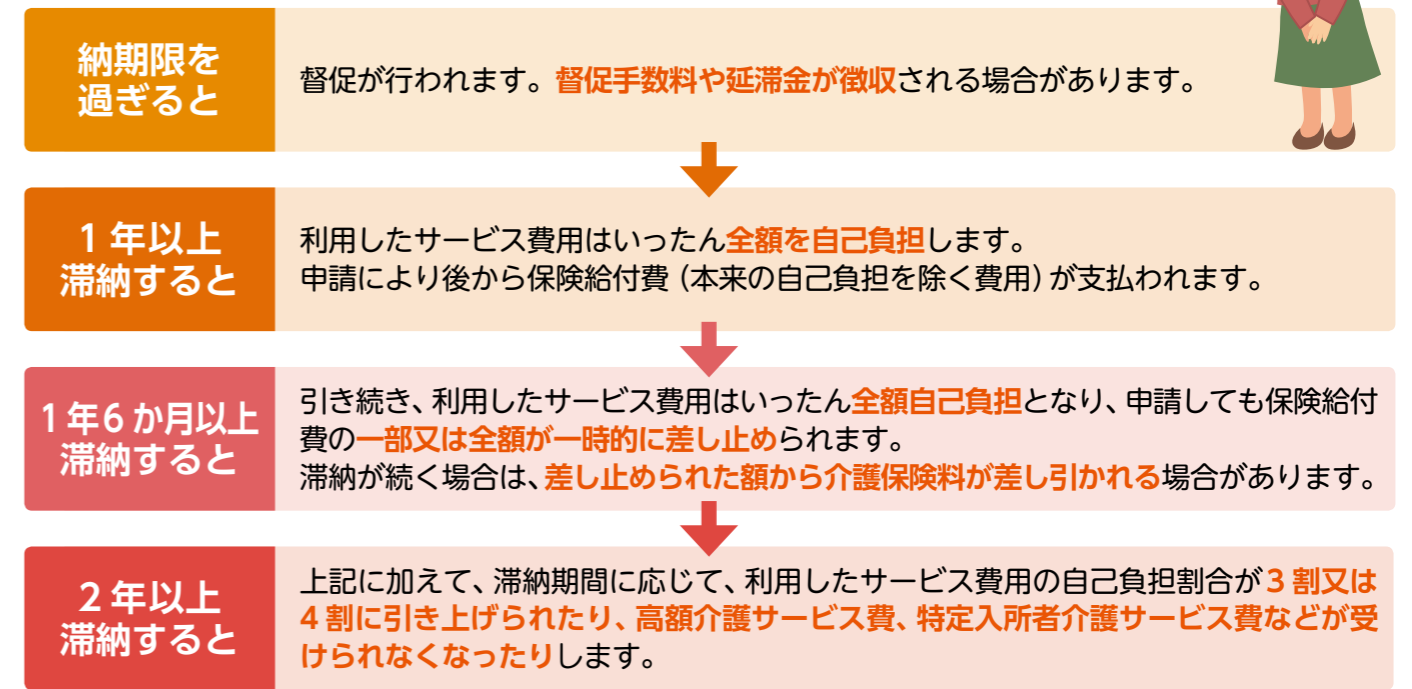 納期限を
過ぎると
督促が行われます。督促手数料や延滞金が徴収される場合があります。
1年以上
滞納すると
利用したサービス費用はいったん全額を自己負担します。
申請により後から保険給付費（本来の自己負担を除く費用）が支払われます。
1年6か月以上
滞納すると
引き続き、利用したサービス費用はいったん全額自己負担となり、申請しても保険給付
費の一部又は全額が一時的に差し止められます。
滞納が続く場合は、差し止められた額から介護保険料が差し引かれる場合があります。
2年以上
滞納すると
上記に加えて、滞納期間に応じて、利用したサービス費用の自己負担割合が3割又は
4割に引き上げられたり、高額介護サービス費、特定入所者介護サービス費などが受
けられなくなったりします。